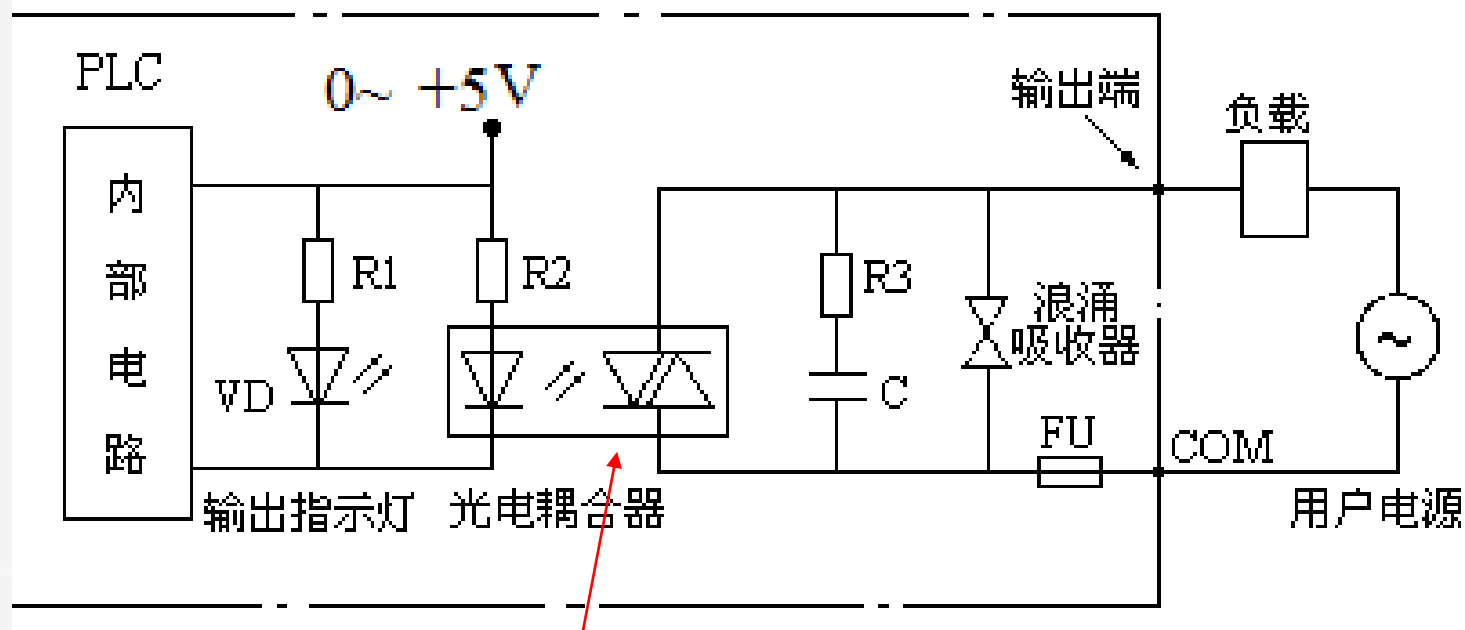 PLC
0~ +5V
输出端
负载
内部电路
R1
R2
R3
浪涌
吸收器
VD
C
FU
COM
输出指示灯
光电耦合器
用户电源
~